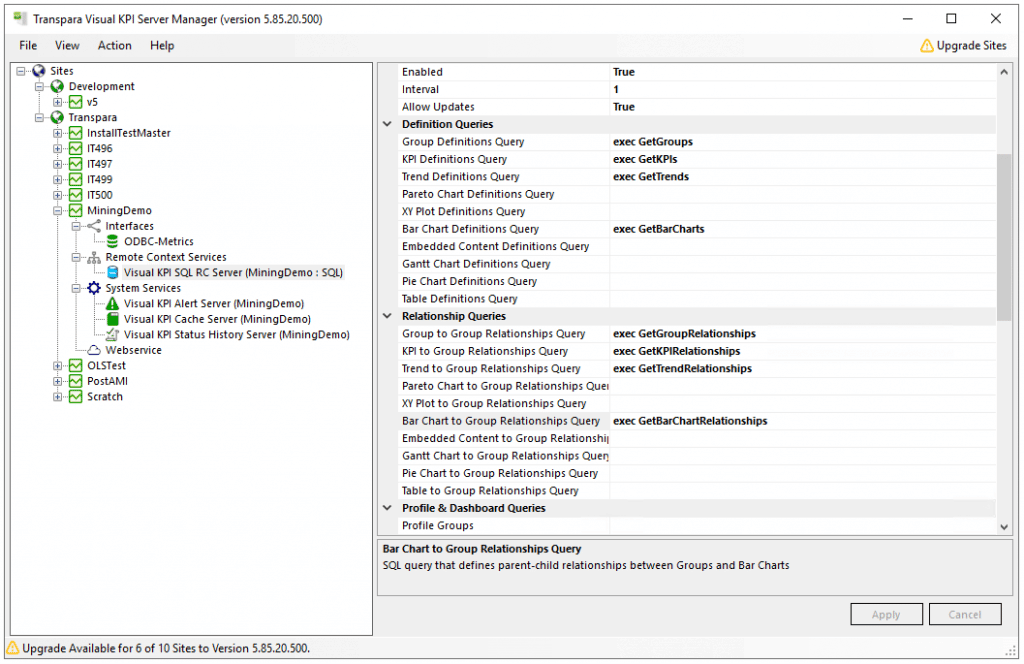 Transpara Visual KPI Server Manager (version 5.85.20.500)
File View Action Help
Upgrade Sites
Sites
Development
v5
Transpara
InstallTestMaster
IT496
IT497
IT499
IT500
MiningDemo
Interfaces
ODBC-Metrics
Remote Context Services
Visual KPI SQL RC Server (MiningDemo : SQL)
System Services
Visual KPI Alert Server (MiningDemo)
Visual KPI Cache Server (MiningDemo)
Visual KPI Status History Server (MiningDemo)
Webservice
OLSTest
PostAMI
Scratch
Enabled True
Interval 1
Allow Updates True
Definition Queries
Group Definitions Query exec GetGroups
KPI Definitions Query exec GetKPIs
Trend Definitions Query exec GetTrends
Pareto Chart Definitions Query
XY Plot Definitions Query
Bar Chart Definitions Query exec GetBarCharts
Embedded Content Definitions Query
Gantt Chart Definitions Query
Pie Chart Definitions Query
Table Definitions Query
Relationship Queries
Group to Group Relationships Query exec GetGroupRelationships
KPI to Group Relationships Query exec GetKPIRelationships
Trend to Group Relationships Query exec GetTrendRelationships
Pareto Chart to Group Relationships Quer
XY Plot to Group Relationships Query
Bar Chart to Group Relationships Query exec GetBarChartRelationships
Embedded Content to Group Relationshi
Gantt Chart to Group Relationships Query
Pie Chart to Group Relationships Query
Table to Group Relationships Query
Profile & Dashboard Queries
Profile Groups
Bar Chart to Group Relationships Query
SQL query that defines parent-child relationships between Groups and Bar Charts
Apply Cancel
Upgrade Available for 6 of 10 Sites to Version 5.85.20.500.